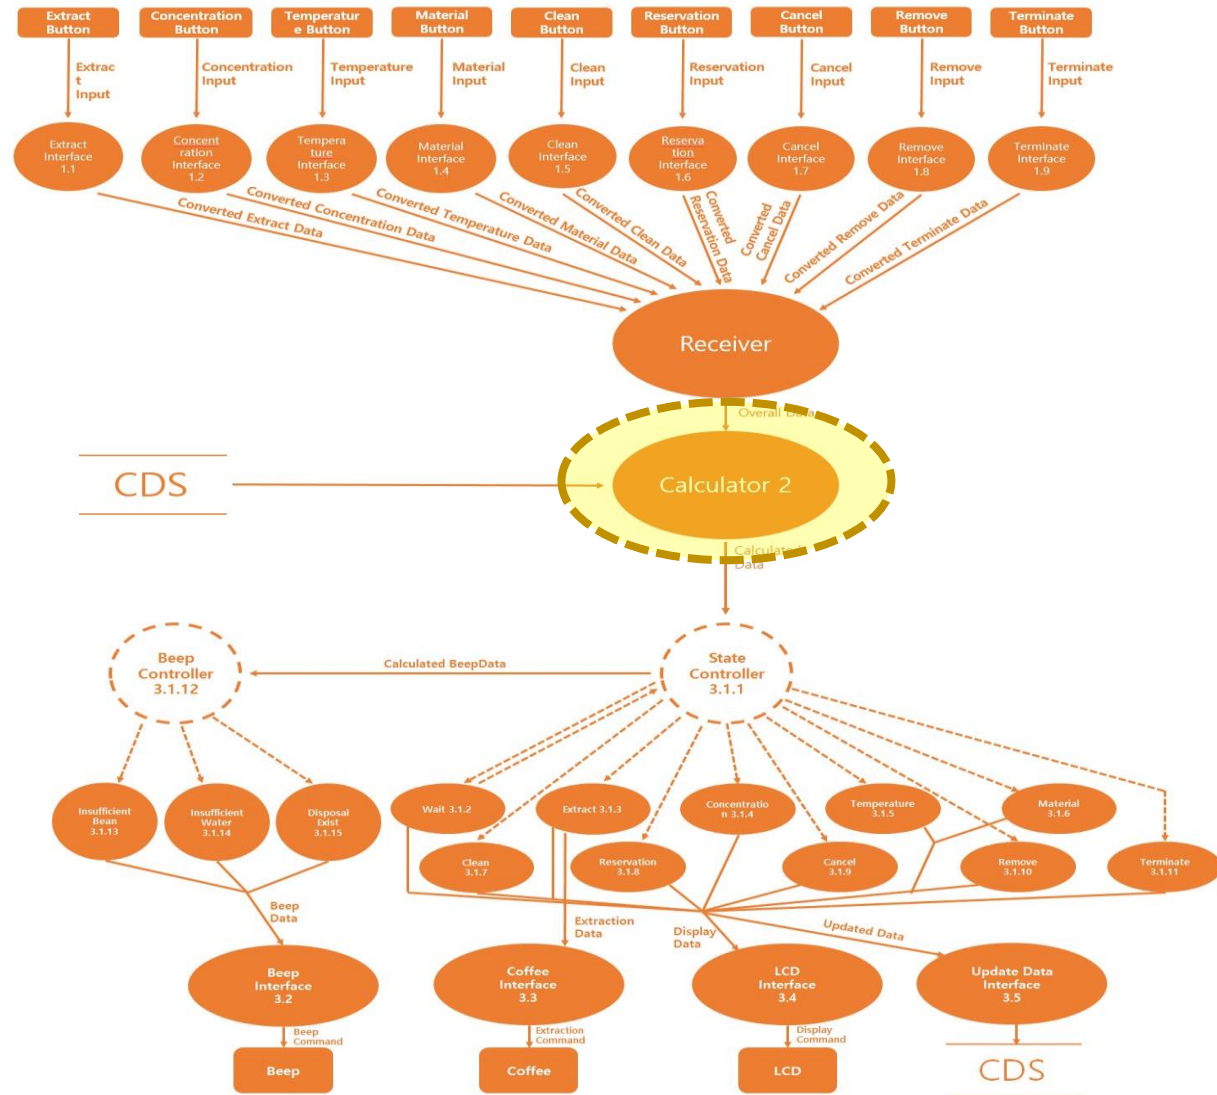 Extract
Button
Concentration
Button
Temperatur
e Button
Material
Button
Clean
Button
Reservation
Button
Cancel
Button
Remove
Button
Terminate
Button
Extrac
t
Input
Concentration
Input
Temperature
Input
Material
Input
Clean
Input
Reservation
Input
Cancel
Input
Remove
Input
Terminate
Input
Extract
Interface
1.1
Concent
ration
Interface
1.2
Tempera
ture
Interface
1.3
Material
Interface
1.4
Clean
Interface
1.5
Reserva
tion
Interface
1.6
Cancel
Interface
1.7
Remove
Interface
1.8
Terminate
Interface
1.9
Converted Extract Data
Converted Concentration Data
Converted Temperature Data
Converted Material Data
Converted Clean Data
Converted
Reservation Data
Converted
Cancel Data
Converted Remove Data
Converted Terminate Data
Receiver
Overall Data
CDS
Calculator 2
Calculated
Data
Beep
Controller
3.1.12
Calculated BeepData
State
Controller
3.1.1
Insufficient
Bean
3.1.13
Insufficient
Water
3.1.14
Disposal
Exist
3.1.15
Wait 3.1.2
Extract 3.1.3
Concentratio
n 3.1.4
Temperature
3.1.5
Material
3.1.6
Clean
3.1.7
Reservation
3.1.8
Cancel
3.1.9
Remove
3.1.10
Terminate
3.1.11
Beep
Data
Extraction
Data
Display
Data
Updated Data
Beep
Interface
3.2
Coffee
Interface
3.3
LCD
Interface
3.4
Update Data
Interface
3.5
Beep
Command
Extraction
Command
Display
Command
Beep
Coffee
LCD
CDS